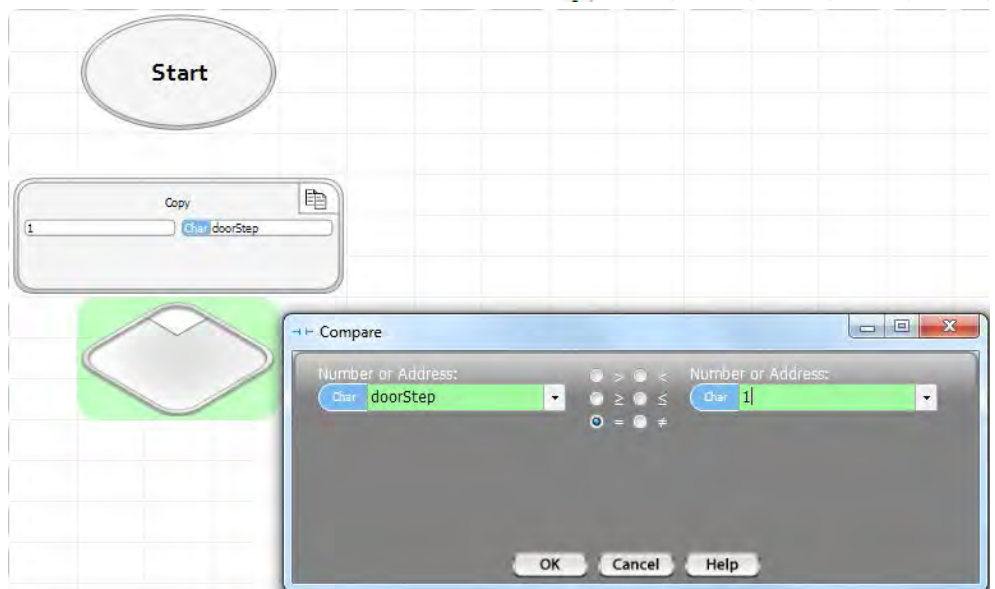 Start
Copy
1 Char doorStep
Compare
Number or Address: > < Number or Address:
Char doorStep ≥ ≤ Char 1
= ≠
OK Cancel Help